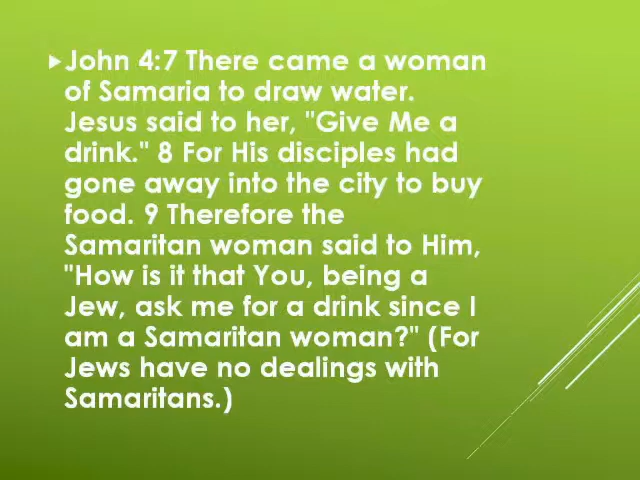 John 4:7 There came a woman
of Samaria to draw water.
Jesus said to her, "Give Me a
drink." 8 For His disciples had
gone away into the city to buy
food. 9 Therefore the
Samaritan woman said to Him,
"How is it that You, being a
Jew, ask me for a drink since I
am a Samaritan woman?" (For
Jews have no dealings with
Samaritans.)